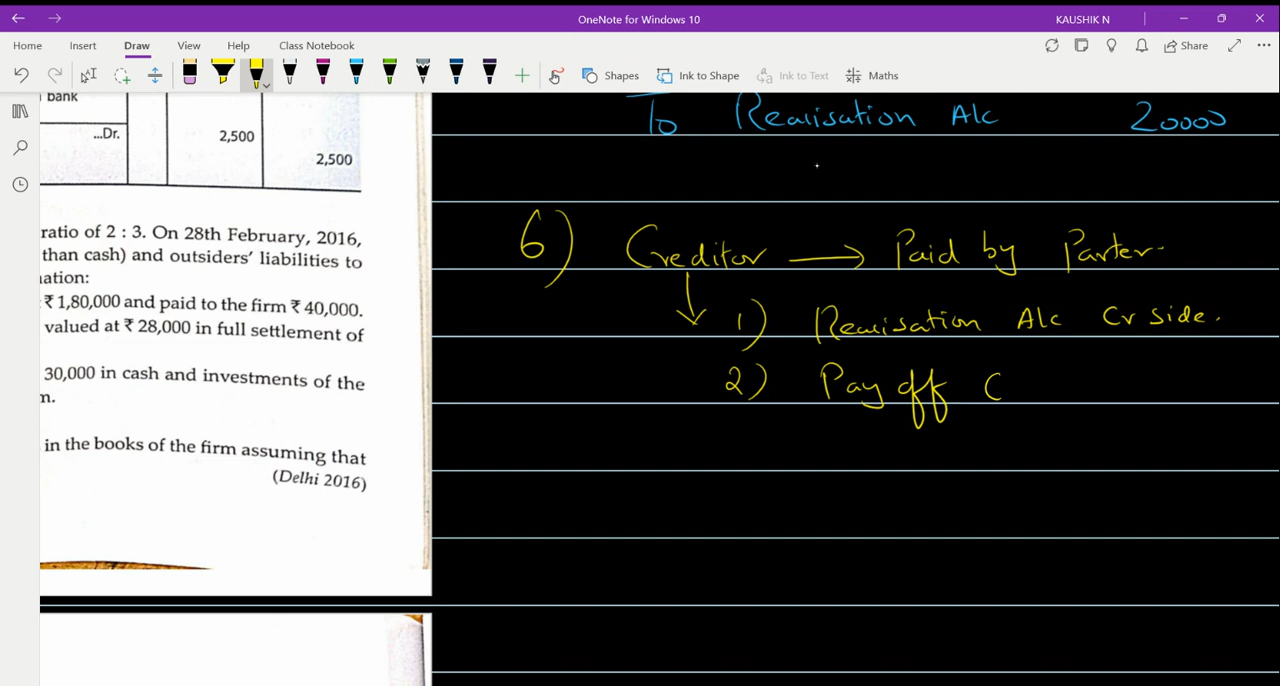 OneNote for Windows 10
KAUSHIK N
Home Insert Draw View Help Class Notebook
Share
Shapes Ink to Shape Ink to Text Maths
bank
...Dr. 2,500
2,500
ratio of 2 : 3. On 28th February, 2016,
than cash) and outsiders' liabilities to
ation:
₹ 1,80,000 and paid to the firm ₹ 40,000.
valued at ₹ 28,000 in full settlement of
30,000 in cash and investments of the
in the books of the firm assuming that
(Delhi 2016)
To Realisation A/c 20000
6) Creditor → Paid by Parter
1) Realisation A/c Cr side.
2) Pay off C